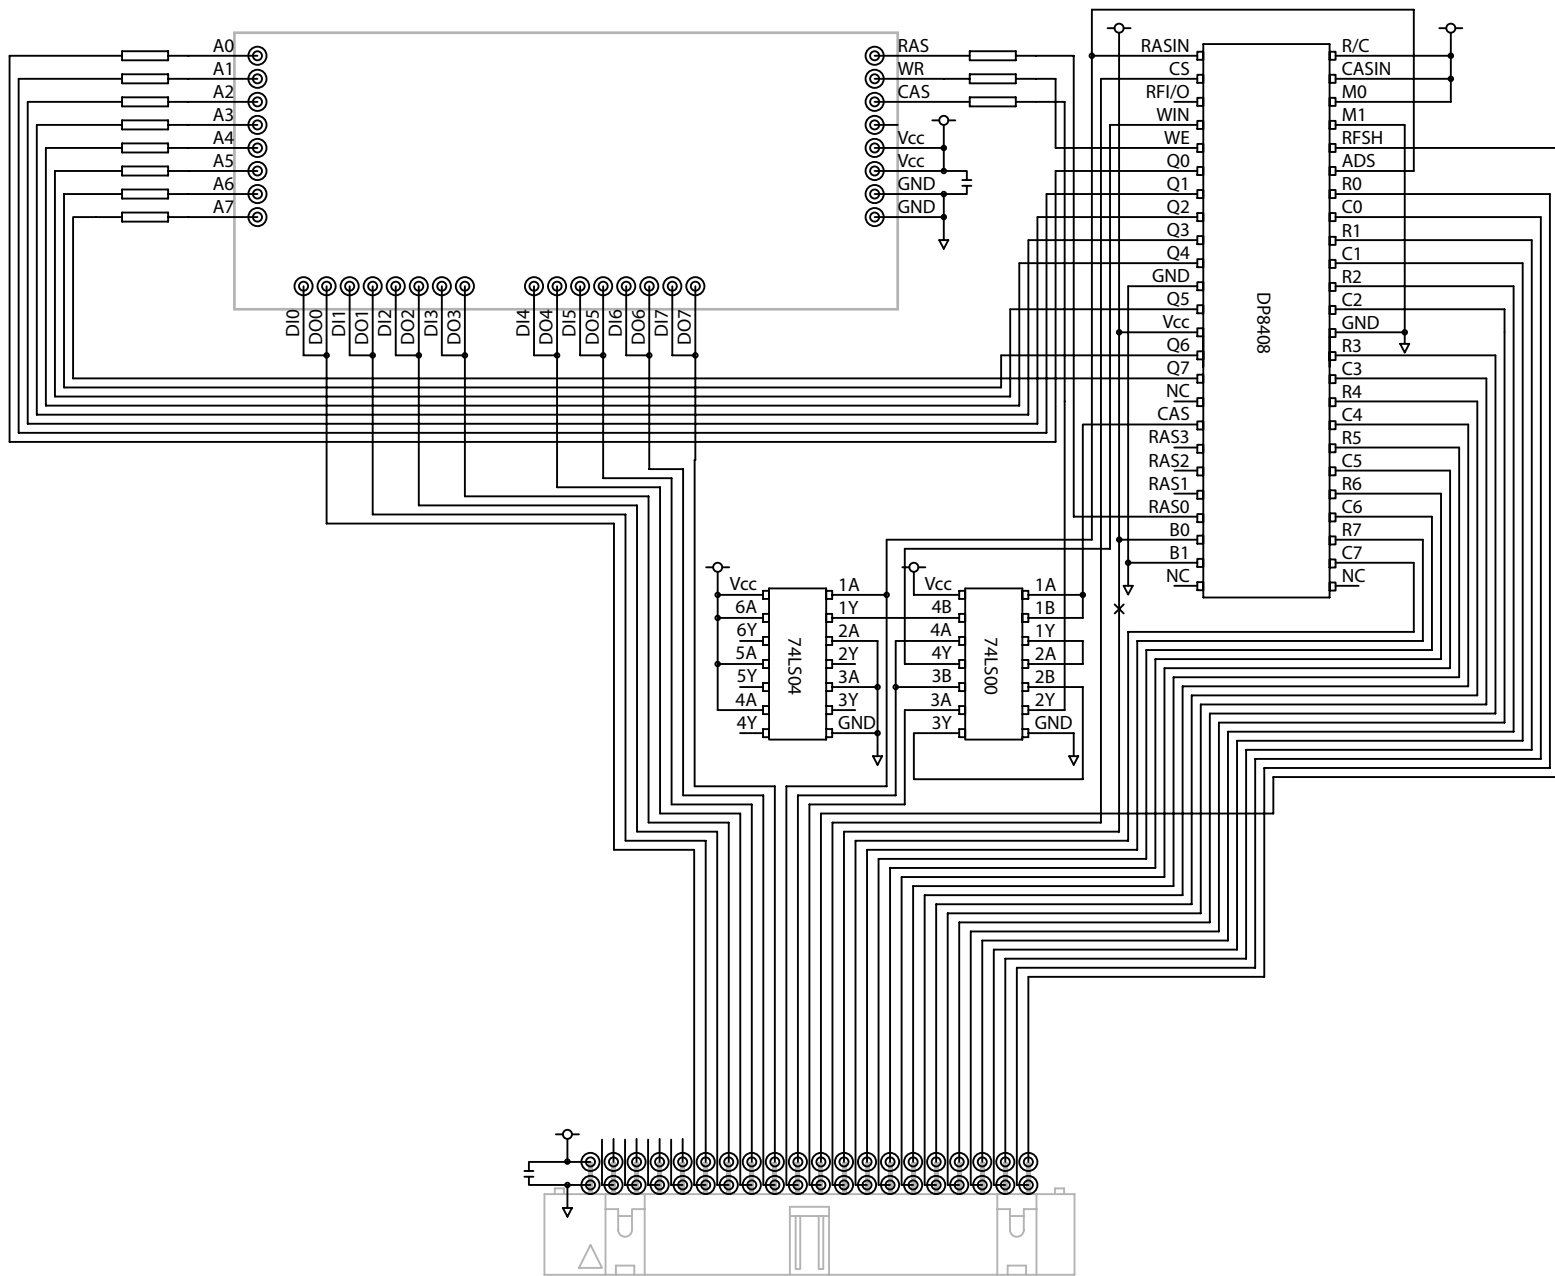 A0
A1
A2
A3
A4
A5
A6
A7
RAS
WR
CAS
Vcc
Vcc
GND
GND
DI0
DO0
DI1
DO1
DI2
DO2
DI3
DO3
DI4
DO4
DI5
DO5
DI6
DO6
DI7
DO7
RASIN
CS
RFI/O
WIN
WE
Q0
Q1
Q2
Q3
Q4
GND
Q5
Vcc
Q6
Q7
NC
CAS
RAS3
RAS2
RAS1
RAS0
B0
B1
NC
DP8408
R/C
CASIN
M0
M1
RFSH
ADS
R0
C0
R1
C1
R2
C2
GND
R3
C3
R4
C4
R5
C5
R6
C6
R7
C7
NC
Vcc
6A
6Y
5A
5Y
4A
4Y
74LS04
1A
1Y
2A
2Y
3A
3Y
GND
Vcc
4B
4A
4Y
3B
3A
3Y
74LS00
1A
1B
1Y
2A
2B
2Y
GND